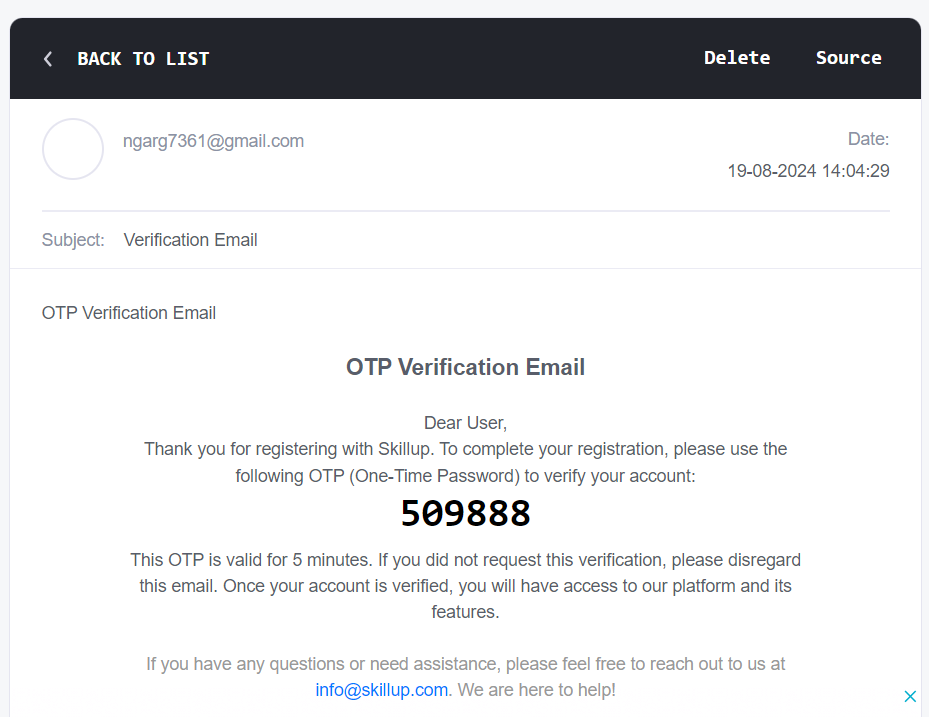 BACK TO LIST
Delete
Source
ngarg7361@gmail.com
Date:
19-08-2024 14:04:29
Subject: Verification Email
OTP Verification Email
OTP Verification Email
Dear User,
Thank you for registering with Skillup. To complete your registration, please use the
following OTP (One-Time Password) to verify your account:
509888
This OTP is valid for 5 minutes. If you did not request this verification, please disregard
this email. Once your account is verified, you will have access to our platform and its
features.
If you have any questions or need assistance, please feel free to reach out to us at
info@skillup.com. We are here to help!